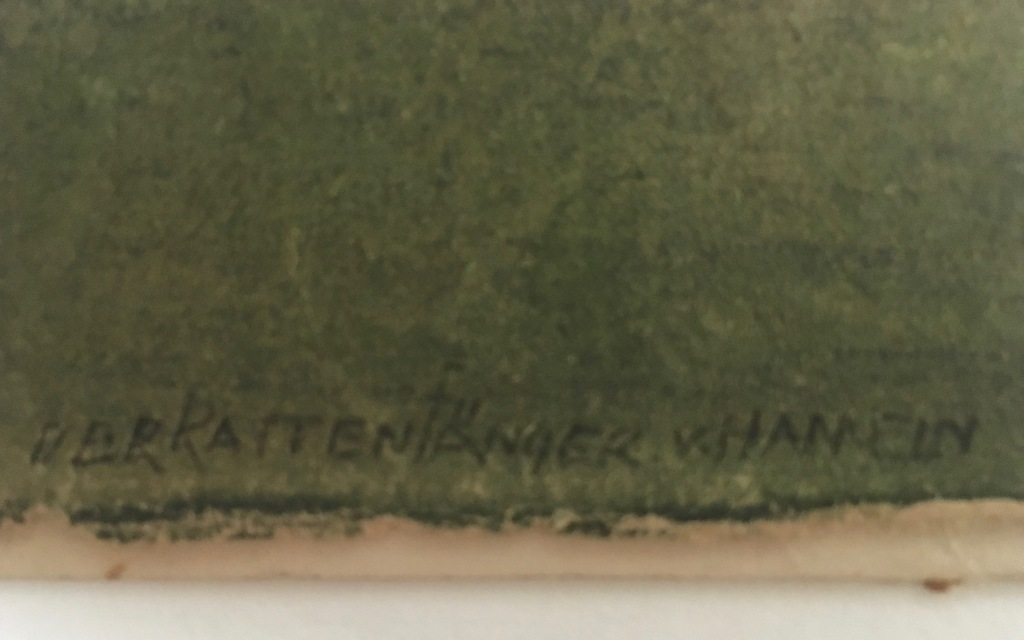 DER RATTENFÄNGER v. HAMELN